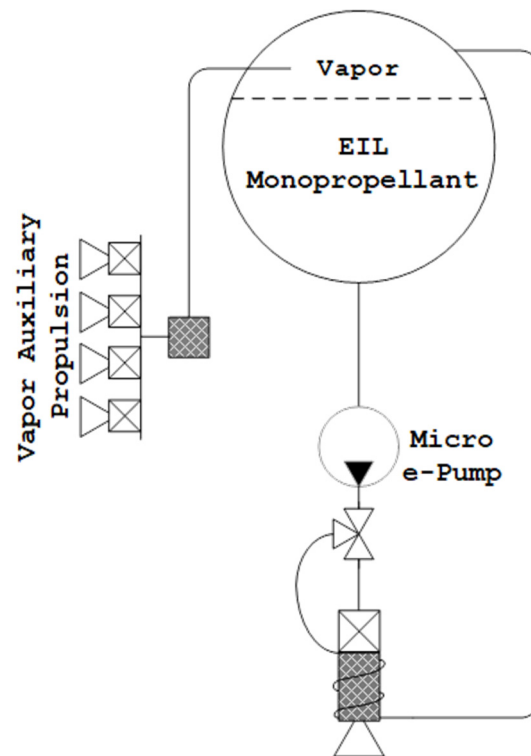 Vapor
EIL
Monopropellant
Vapor Auxiliary
Propulsion
Micro
e-Pump